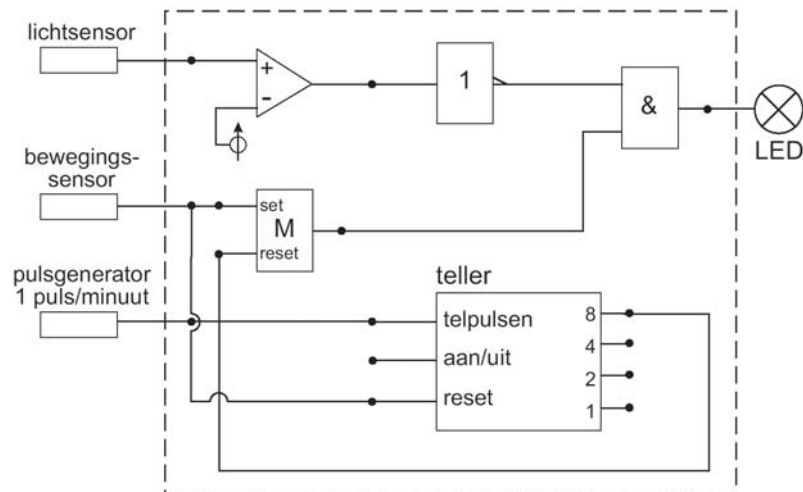 lichtsensor
+
-
1
&
LED
bewegings-
sensor
set
M
reset
pulsgenerator
1 puls/minuut
teller
telpulsen
8
aan/uit
4
2
reset
1